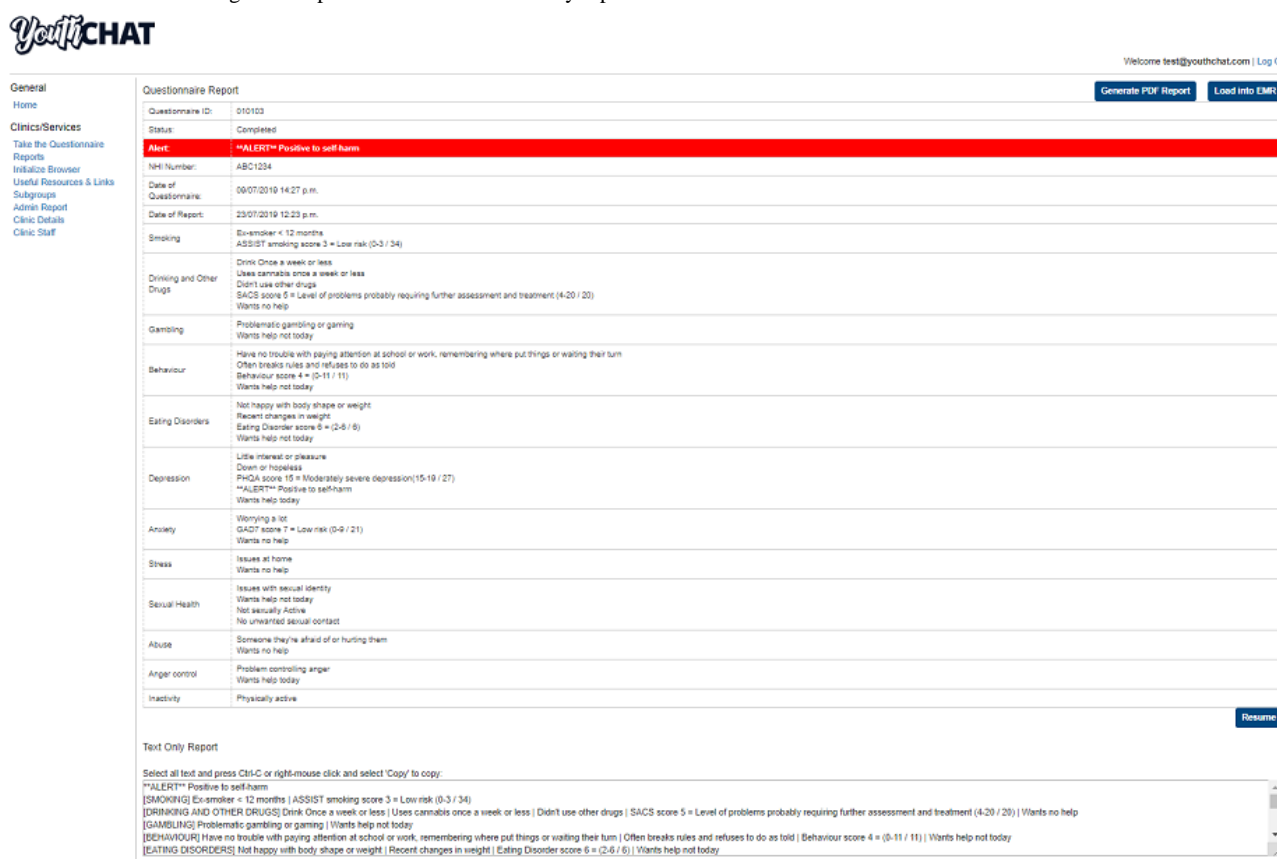 YouthCHAT
Welcome test@youthchat.com | Log
General
Home
Clinics/Services
Take the Questionnaire
Reports
Initialize Browser
Useful Resources & Links
Subgroups
Admin Report
Clinic Details
Clinic Staff
Questionnaire Report
Generate PDF Report
Load into EMR
Questionnaire ID: 010103
Status: Completed
Alert: **ALERT** Positive to self-harm
NHI Number: ABC1234
Date of
Questionnaire: 09/07/2019 14:27 p.m.
Date of Report: 23/07/2019 12:23 p.m.
Smoking
Ex-smoker < 12 months
ASSIST smoking score 3 = Low risk (0-3 / 34)
Drinking and Other
Drugs
Drink Once a week or less
Uses cannabis once a week or less
Didn't use other drugs
SACS score 5 = Level of problems probably requiring further assessment and treatment (4-20 / 20)
Wants no help
Gambling
Problematic gambling or gaming
Wants help not today
Behaviour
Have no trouble with paying attention at school or work, remembering where put things or waiting their turn
Often breaks rules and refuses to do as told
Behaviour score 4 = (0-11 / 11)
Wants help not today
Eating Disorders
Not happy with body shape or weight
Recent changes in weight
Eating Disorder score 6 = (2-6 / 6)
Wants help not today
Depression
Little interest or pleasure
Down or hopeless
PHQA score 15 = Moderately severe depression(15-19 / 27)
**ALERT** Positive to self-harm
Wants help today
Anxiety
Worrying a lot
GAD7 score 7 = Low risk (0-9 / 21)
Wants no help
Stress
Issues at home
Wants no help
Sexual Health
Issues with sexual identity
Wants help not today
Not sexually Active
No unwanted sexual contact
Abuse
Someone they're afraid of or hurting them
Wants no help
Anger control
Problem controlling anger
Wants help today
Inactivity
Physically active
Resume
Text Only Report
Select all text and press Ctrl-C or right-mouse click and select 'Copy' to copy:
**ALERT** Positive to self-harm
[SMOKING] Ex-smoker < 12 months | ASSIST smoking score 3 = Low risk (0-3 / 34)
[DRINKING AND OTHER DRUGS] Drink Once a week or less | Uses cannabis once a week or less | Didn't use other drugs | SACS score 5 = Level of problems probably requiring further assessment and treatment (4-20 / 20) | Wants no help
[GAMBLING] Problematic gambling or gaming | Wants help not today
[BEHAVIOUR] Have no trouble with paying attention at school or work, remembering where put things or waiting their turn | Often breaks rules and refuses to do as told | Behaviour score 4 = (0-11 / 11) | Wants help not today
[EATING DISORDERS] Not happy with body shape or weight | Recent changes in weight | Eating Disorder score 6 = (2-6 / 6) | Wants help not today